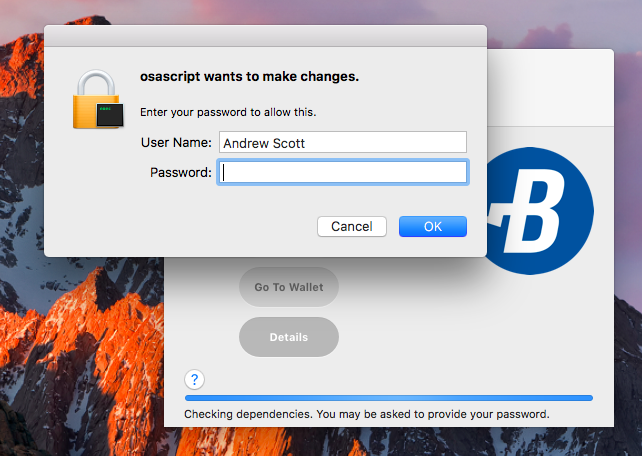 osascript wants to make changes.
Enter your password to allow this.
User Name: Andrew Scott
Password:
Cancel OK
B
Go To Wallet
Details
?
Checking dependencies. You may be asked to provide your password.